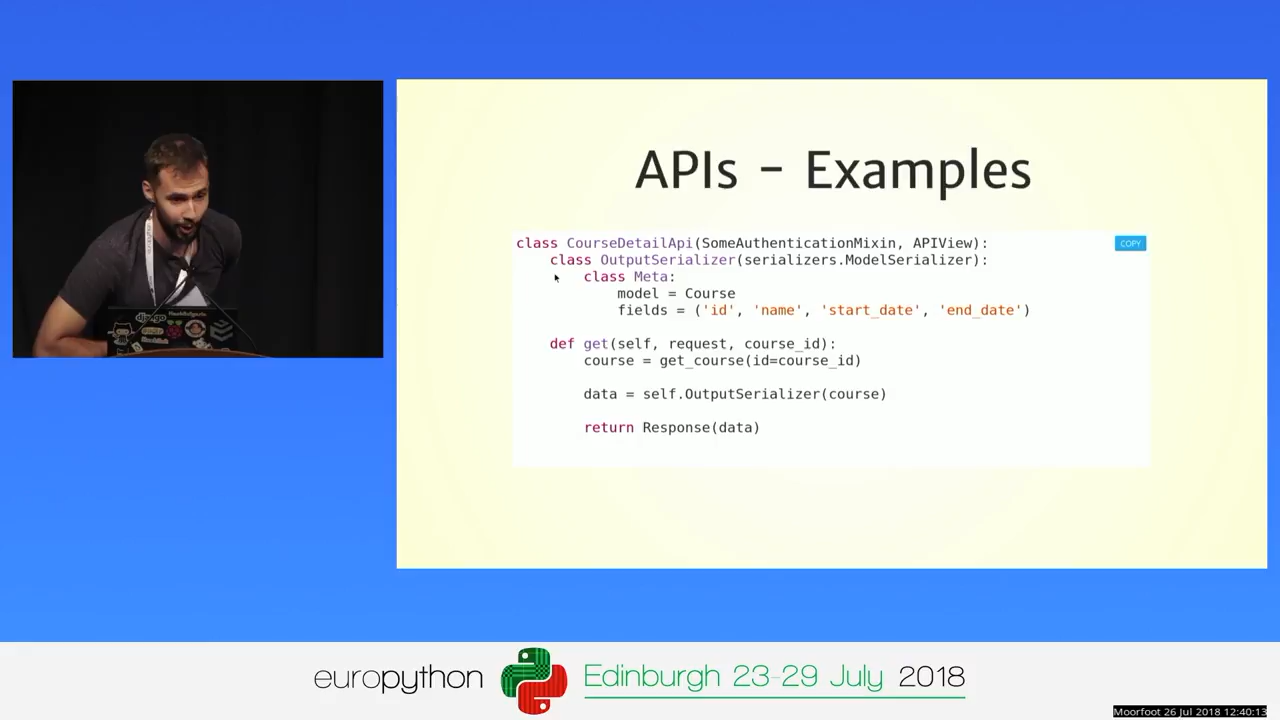 APIs - Examples
class CourseDetailApi(SomeAuthenticationMixin, APIView):
COPY
class OutputSerializer(serializers.ModelSerializer):
class Meta:
model = Course
fields = ('id', 'name', 'start_date', 'end_date')
def get(self, request, course_id):
course = get_course(id=course_id)
data = self.OutputSerializer(course)
return Response(data)
django
HackBulgaria
europython
Edinburgh 23-29 July 2018
Moorfoot 26 Jul 2018 12:40:13